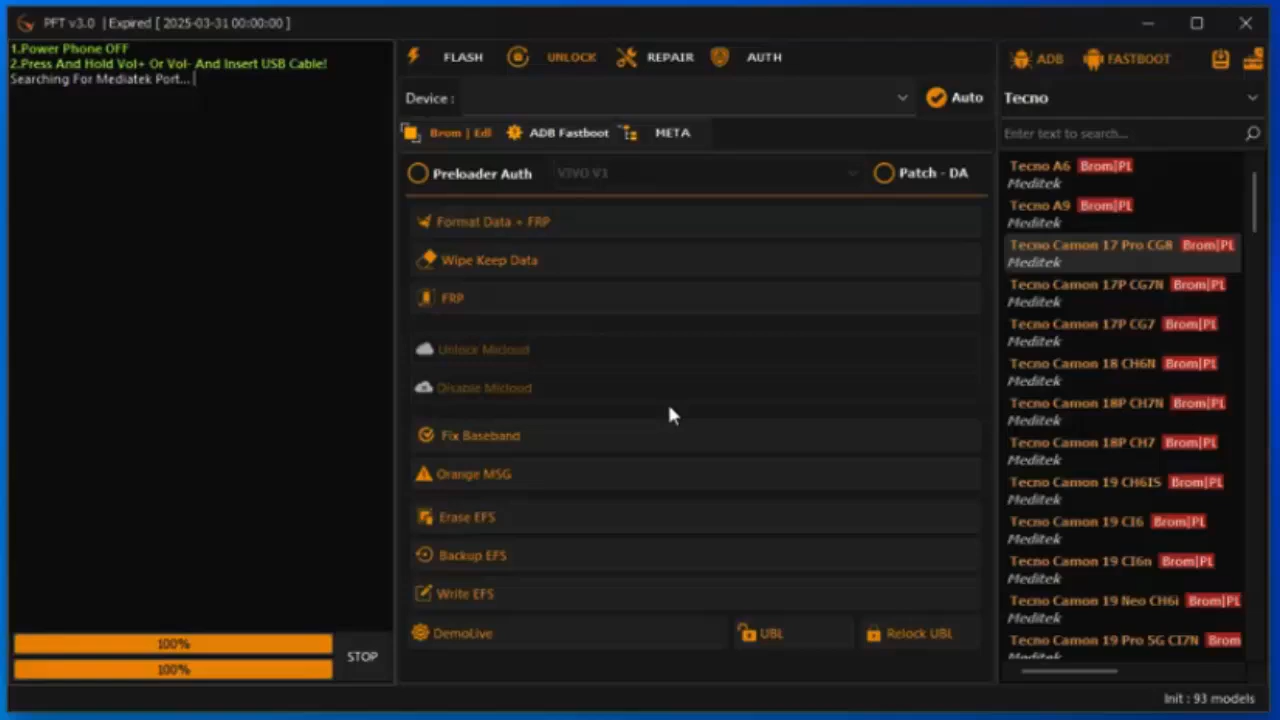 PFT v3.0 | Expired [ 2025-03-31 00:00:00 ]
1.Power Phone OFF
2.Press And Hold Vol+ Or Vol- And Insert USB Cable!
Searching For Mediatek Port...
100%
100%
STOP
FLASH UNLOCK REPAIR AUTH
Device :
Auto
Brom | Edl ADB Fastboot META
Preloader Auth VIVO V1 Patch - DA
Format Data + FRP
Wipe Keep Data
FRP
Unlock Micloud
Disable Micloud
Fix Baseband
Orange MSG
Erase EFS
Backup EFS
Write EFS
DemoLive UBL Relock UBL
ADB FASTBOOT
Tecno
Enter text to search...
Tecno A6 Brom|PL
Meditek
Tecno A9 Brom|PL
Meditek
Tecno Camon 17 Pro CG8 Brom|PL
Meditek
Tecno Camon 17P CG7N Brom|PL
Meditek
Tecno Camon 17P CG7 Brom|PL
Meditek
Tecno Camon 18 CH6N Brom|PL
Meditek
Tecno Camon 18P CH7N Brom|PL
Meditek
Tecno Camon 18P CH7 Brom|PL
Meditek
Tecno Camon 19 CH6IS Brom|PL
Meditek
Tecno Camon 19 CI6 Brom|PL
Meditek
Tecno Camon 19 CI6n Brom|PL
Meditek
Tecno Camon 19 Neo CH6i Brom|PL
Meditek
Tecno Camon 19 Pro 5G CI7N Brom
Meditek
Init : 93 models